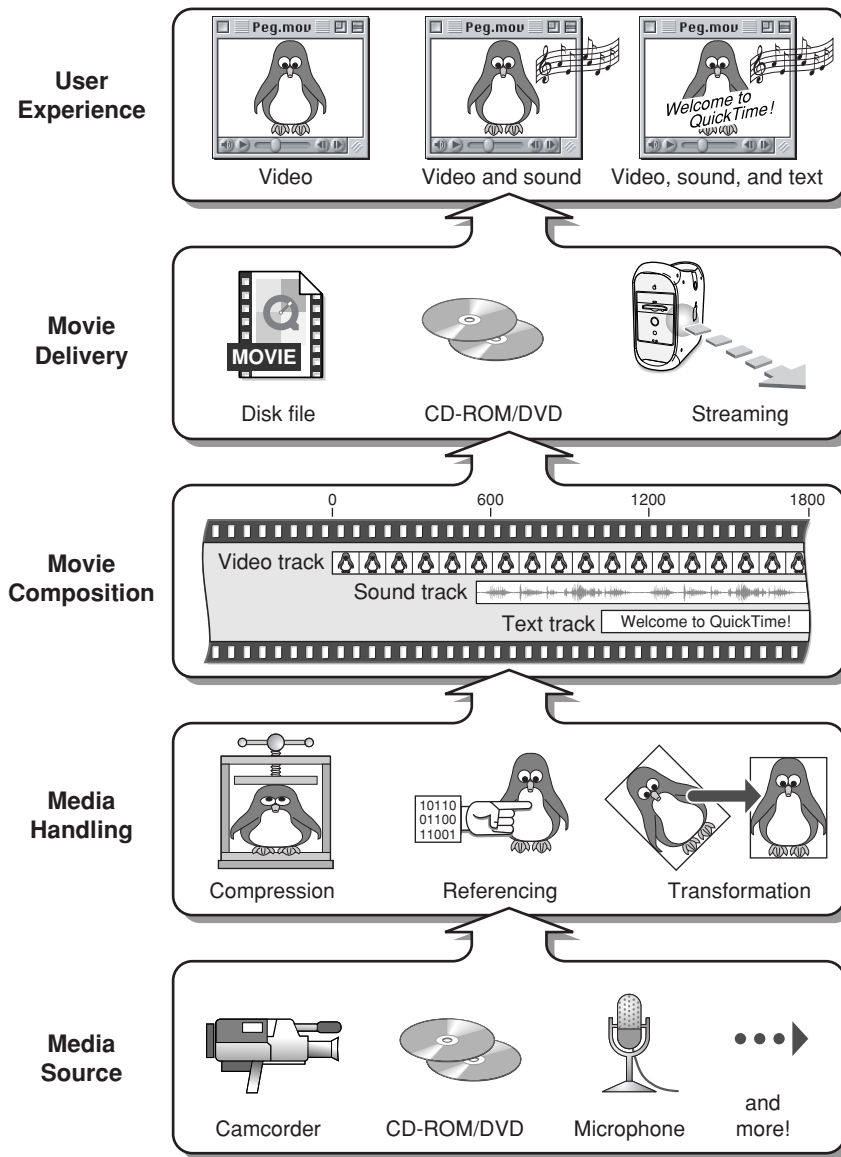 Peg.mov
Peg.mov
Peg.mov
Welcome to
QuickTime!
User
Experience
Video
Video and sound
Video, sound, and text
Movie
Delivery
MOVIE
Disk file
CD-ROM/DVD
Streaming
0 600 1200 1800
Movie
Composition
Video track
Sound track
Text track
Welcome to QuickTime!
Media
Handling
10110
01100
11001
Compression
Referencing
Transformation
Media
Source
Camcorder
CD-ROM/DVD
Microphone
and
more!